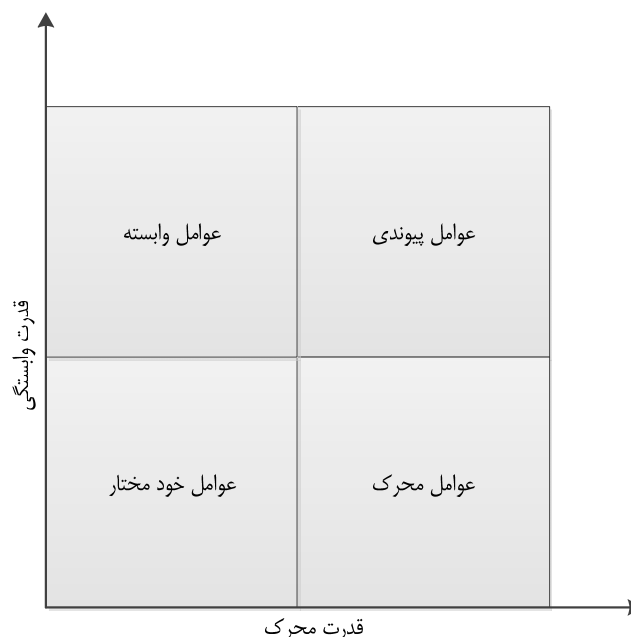 عوامل پیوندی
عوامل وابسته
قدرت وابستگی
عوامل محرک
عوامل خود مختار
قدرت محرک